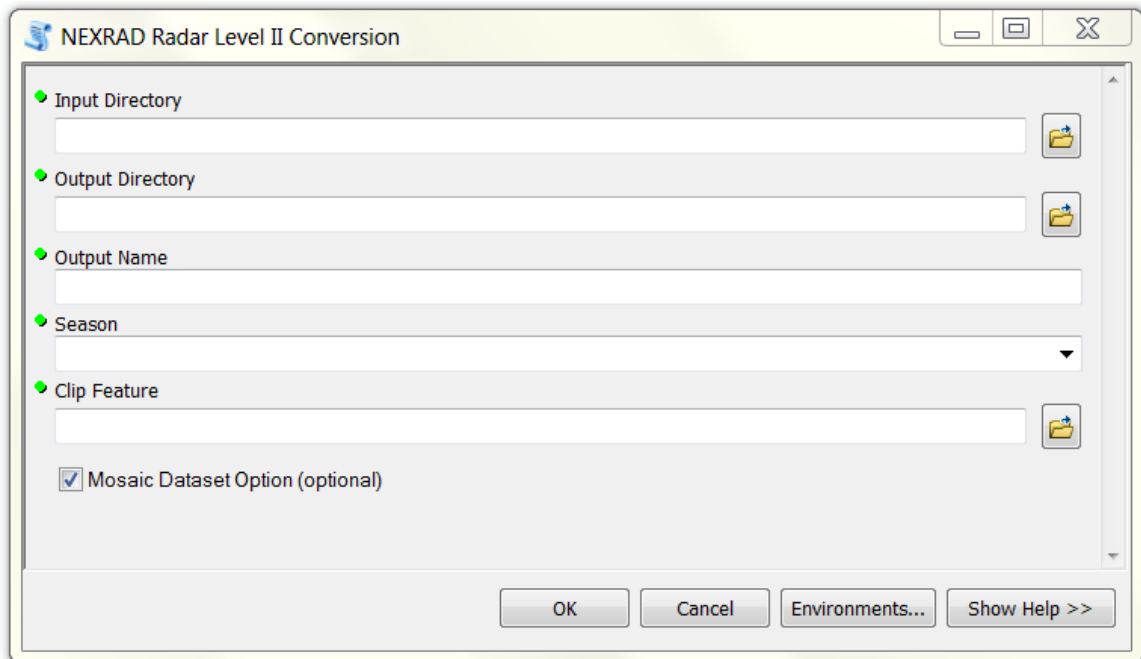 NEXRAD Radar Level II Conversion
Input Directory
Output Directory
Output Name
Season
Clip Feature
Mosaic Dataset Option (optional)
OK Cancel Environments... Show Help >>